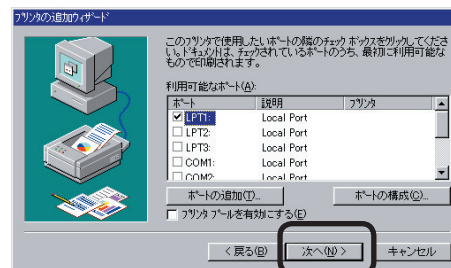 プリンタの追加ウィザード
このプリンタで使用したいポートの隣のチェック ボックスをクリックしてくださ
い。ドキュメントは、チェックされているポートのうち、最初に利用可能な
もので印刷されます。
利用可能なポート(A):
ポート 説明 プリンタ
LPT1: Local Port
LPT2: Local Port
LPT3: Local Port
COM1: Local Port
COM2: Local Port
ポートの追加(T)... ポートの構成(C)...
プリンタ プールを有効にする(E)
< 戻る(B) 次へ(N) > キャンセル